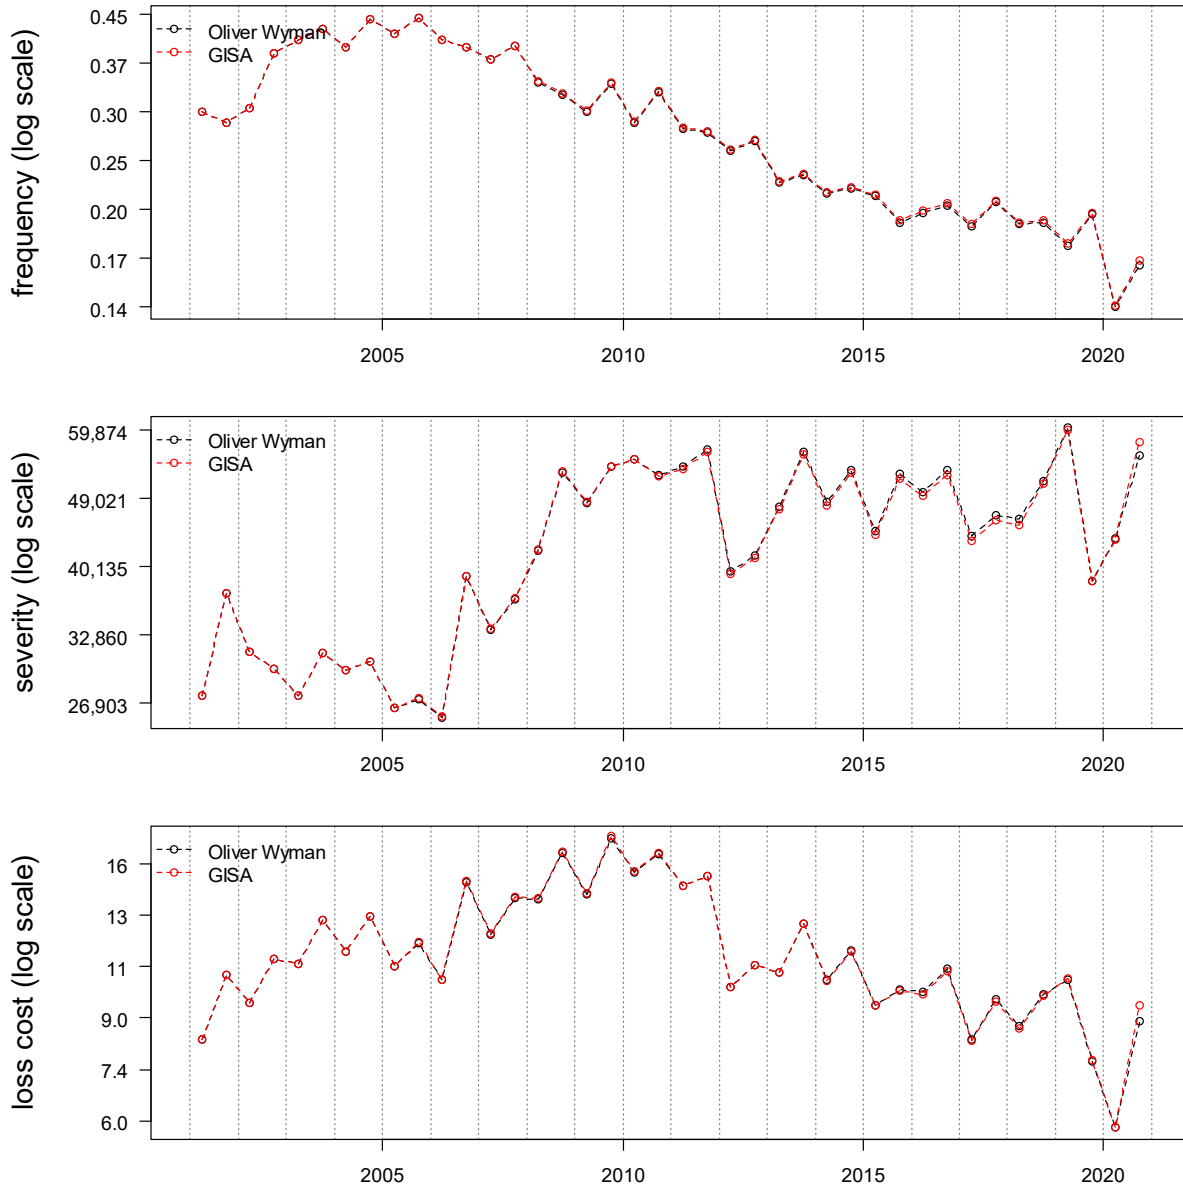 frequency (log scale)
0.45
0.37
0.30
0.25
0.20
0.17
0.14
Oliver Wyman
GISA
2005 2010 2015 2020
severity (log scale)
59,874
49,021
40,135
32,860
26,903
Oliver Wyman
GISA
2005 2010 2015 2020
loss cost (log scale)
16
13
11
9.0
7.4
6.0
Oliver Wyman
GISA
2005 2010 2015 2020